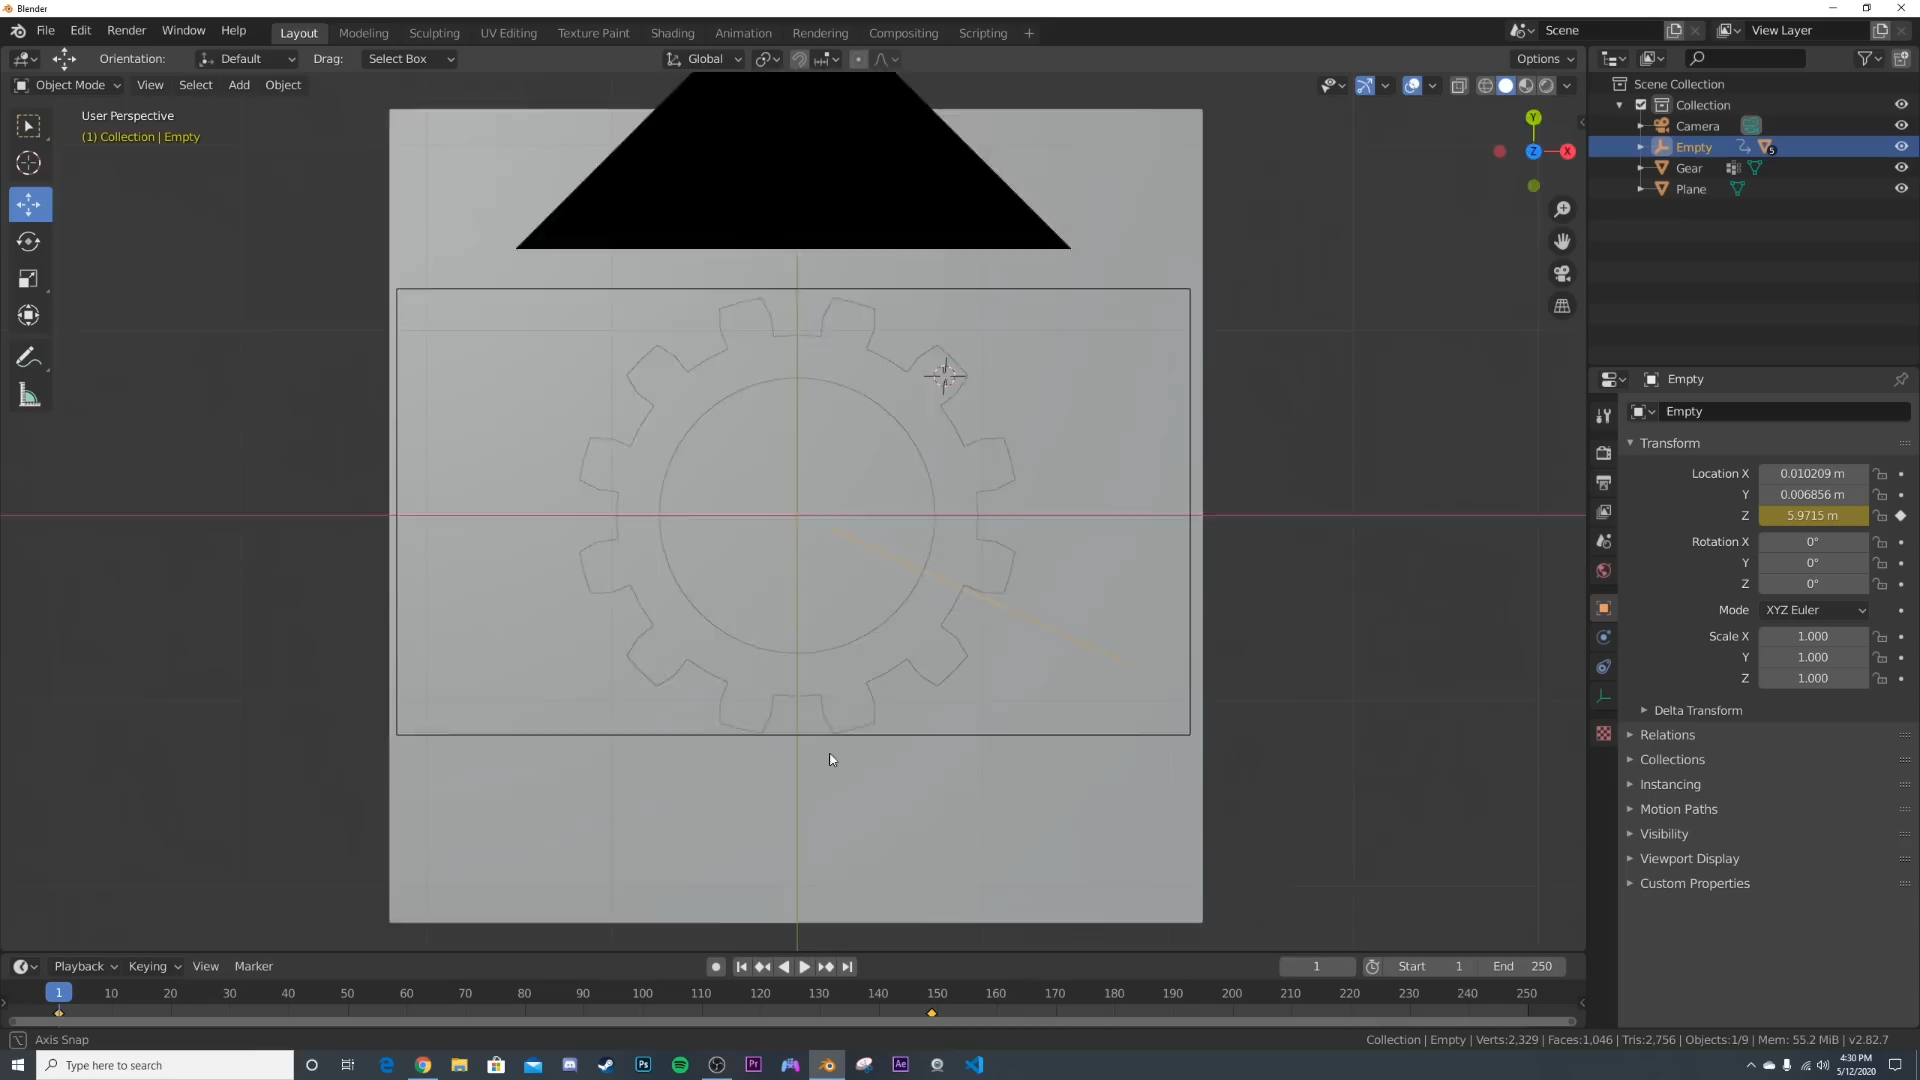 Blender
File Edit Render Window Help Layout Modeling Sculpting UV Editing Texture Paint Shading Animation Rendering Compositing Scripting + Scene View Layer
Orientation: Default Drag: Select Box Global Options
Object Mode View Select Add Object
User Perspective
(1) Collection | Empty
Y
Z
X
Scene Collection
Collection
Camera
Empty 5
Gear
Plane
Empty
Empty
Transform
Location X 0.010209 m
Y 0.006856 m
Z 5.9715 m
Rotation X 0°
Y 0°
Z 0°
Mode XYZ Euler
Scale X 1.000
Y 1.000
Z 1.000
Delta Transform
Relations
Collections
Instancing
Motion Paths
Visibility
Viewport Display
Custom Properties
Playback Keying View Marker 1 Start 1 End 250
1 10 20 30 40 50 60 70 80 90 100 110 120 130 140 150 160 170 180 190 200 210 220 230 240 250
Axis Snap Collection | Empty | Verts:2,329 | Faces:1,046 | Tris:2,756 | Objects:1/9 | Mem: 55.2 MiB | v2.82.7
Type here to search Ps Pr Ae 4:30 PM
5/12/2020